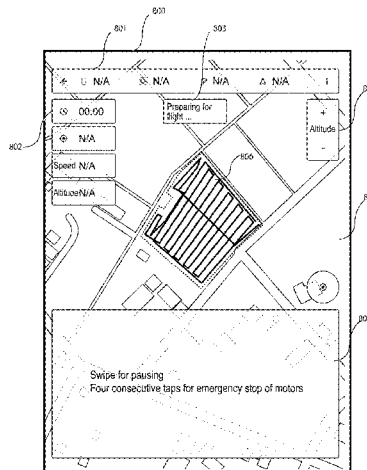 800
801
803
N/A
N/A
N/A
N/A
00:00
Preparing for
flight ...
+
Altitude
-
802
N/A
Speed N/A
Altitude N/A
805
Swipe for pausing
Four consecutive taps for emergency stop of motors